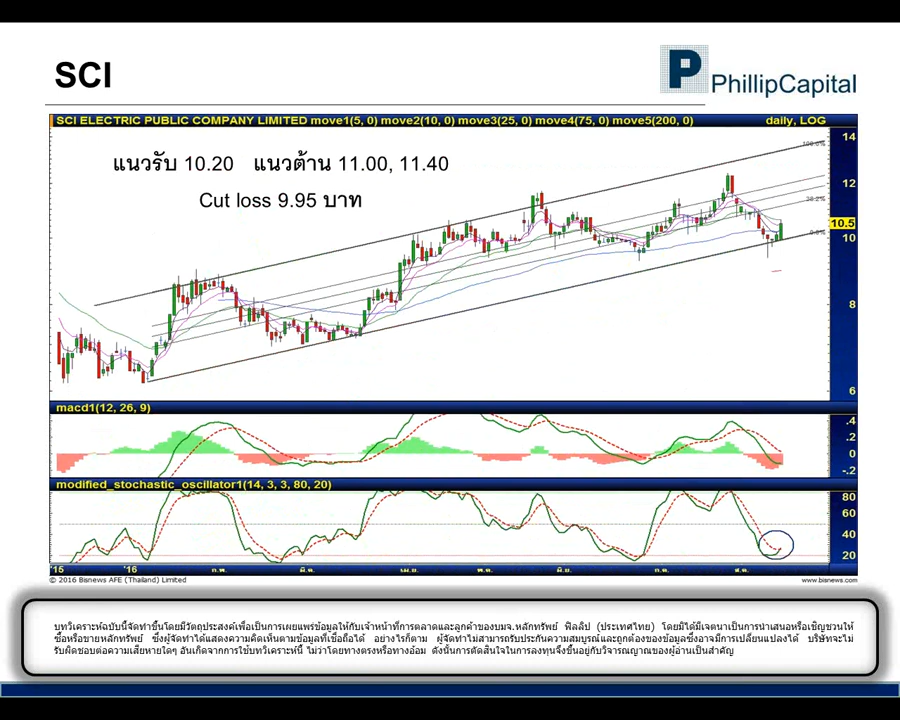 SCI
PhillipCapital
SCI ELECTRIC PUBLIC COMPANY LIMITED move1(5, 0) move2(10, 0) move3(25, 0) move4(75, 0) move5(200, 0) daily, LOG
แนวรับ 10.20 แนวต้าน 11.00, 11.40
Cut loss 9.95 บาท
14
100.0%
12
38.2%
10.5
10
0.0%
8
6
macd1(12, 26, 9)
.4
.2
0
-.2
modified_stochastic_oscillator1(14, 3, 3, 80, 20)
80
60
40
20
'15 '16 ก.พ. มี.ค. เม.ย. พ.ค. มิ.ย. ก.ค. ส.ค.
© 2016 Bisnews AFE (Thailand) Limited www.bisnews.com
บทวิเคราะห์ฉบับนี้จัดทำขึ้นโดยมีวัตถุประสงค์เพื่อเป็นการเผยแพร่ข้อมูลให้กับเจ้าหน้าที่การตลาดและลูกค้าของบมจ.หลักทรัพย์ ฟิลลิป (ประเทศไทย) โดยมิได้มีเจตนาเป็นการนำเสนอหรือเชิญชวนให้
ซื้อหรือขายหลักทรัพย์ ซึ่งผู้จัดทำได้แสดงความคิดเห็นตามข้อมูลที่เชื่อถือได้ อย่างไรก็ตาม ผู้จัดทำไม่สามารถรับประกันความสมบูรณ์และถูกต้องของข้อมูลซึ่งอาจมีการเปลี่ยนแปลงได้ บริษัทจะไม่
รับผิดชอบต่อความเสียหายใดๆ อันเกิดจากการใช้บทวิเคราะห์นี้ ไม่ว่าโดยทางตรงหรือทางอ้อม ดังนั้นการตัดสินใจในการลงทุนจึงขึ้นอยู่กับวิจารณญาณของผู้อ่านเป็นสำคัญ